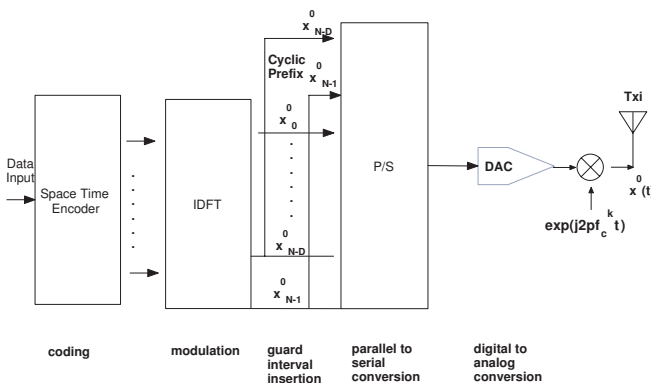 0
x N-D
Cyclic
Prefix
0
x N-1
Txi
Data
Input
Space Time
Encoder
IDFT
0
x 0
P/S
DAC
0
x (t
k
exp(j2pf c t)
0
x N-D
0
x N-1
coding
modulation
guard
interval
insertion
parallel to
serial
conversion
digital to
analog
conversion